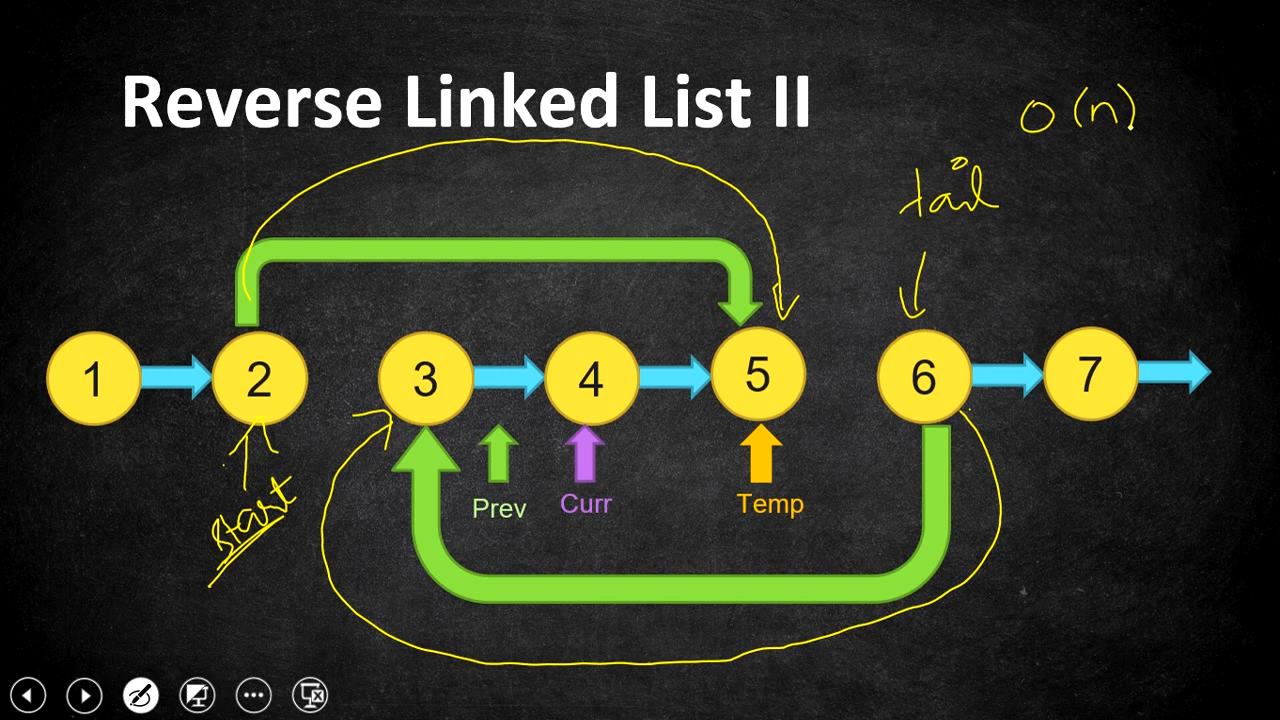 Reverse Linked List II
o (n)
tail
1 2 3 4 5 6 7
Prev Curr Temp
start